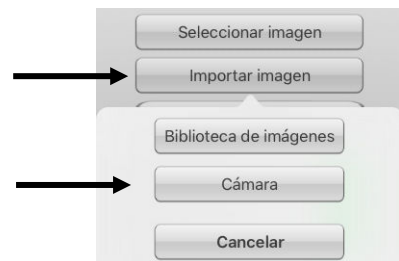 Seleccionar imagen
Importar imagen
Biblioteca de imágenes
Cámara
Cancelar